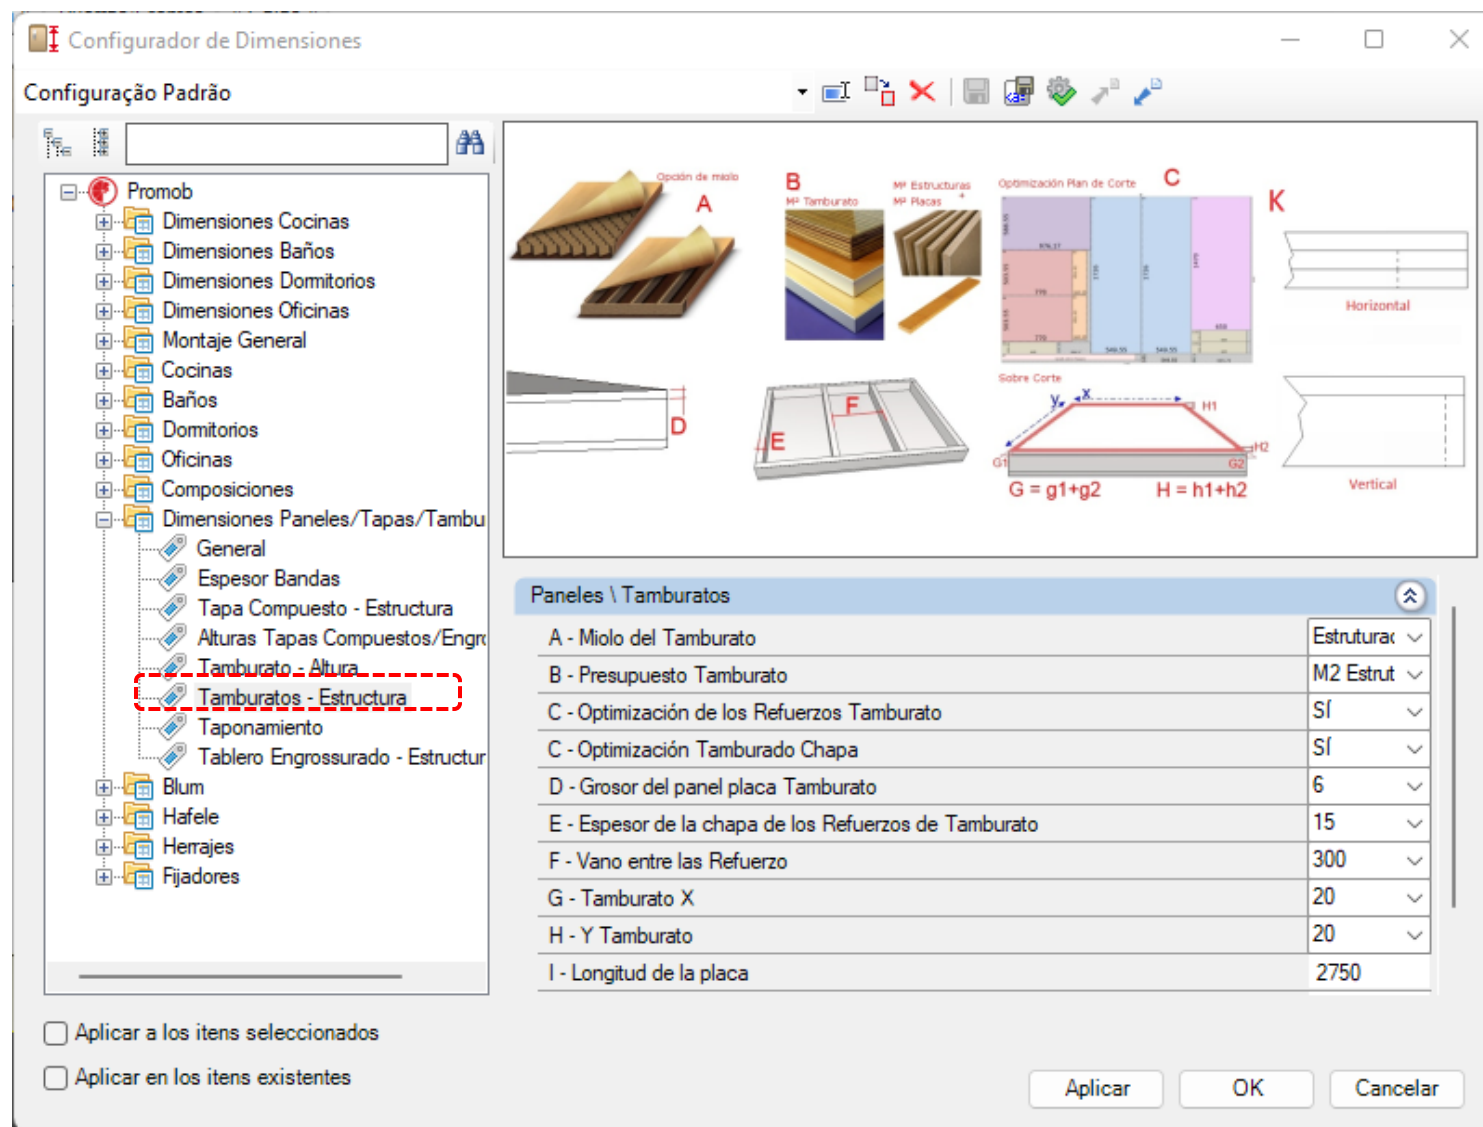 Configurador de Dimensiones
Configuração Padrão
Promob
Dimensiones Cocinas
Dimensiones Baños
Dimensiones Dormitorios
Dimensiones Oficinas
Montaje General
Cocinas
Baños
Dormitorios
Oficinas
Composiciones
Dimensiones Paneles/Tapas/Tambu
General
Espesor Bandas
Tapa Compuesto - Estructura
Alturas Tapas Compuestos/Engro
Tamburato - Altura
Tamburatos - Estructura
Taponamiento
Tablero Engrossurado - Estructur
Blum
Hafele
Herrajes
Fijadores
Opción de miolo
A
B
M² Tamburato
M² Estructuras
+
M² Placas
Optimización Plan de Corte
C
K
Horizontal
D
E
F
Sobre Corte
y
x
H1
H2
G1
G2
G = g1+g2
H = h1+h2
Vertical
Paneles \ Tamburatos
A - Miolo del Tamburato
Estruturac
B - Presupuesto Tamburato
M2 Estrut
C - Optimización de los Refuerzos Tamburato
SÍ
C - Optimización Tamburado Chapa
SÍ
D - Grosor del panel placa Tamburato
6
E - Espesor de la chapa de los Refuerzos de Tamburato
15
F - Vano entre las Refuerzo
300
G - Tamburato X
20
H - Y Tamburato
20
I - Longitud de la placa
2750
Aplicar a los itens seleccionados
Aplicar en los itens existentes
Aplicar
OK
Cancelar